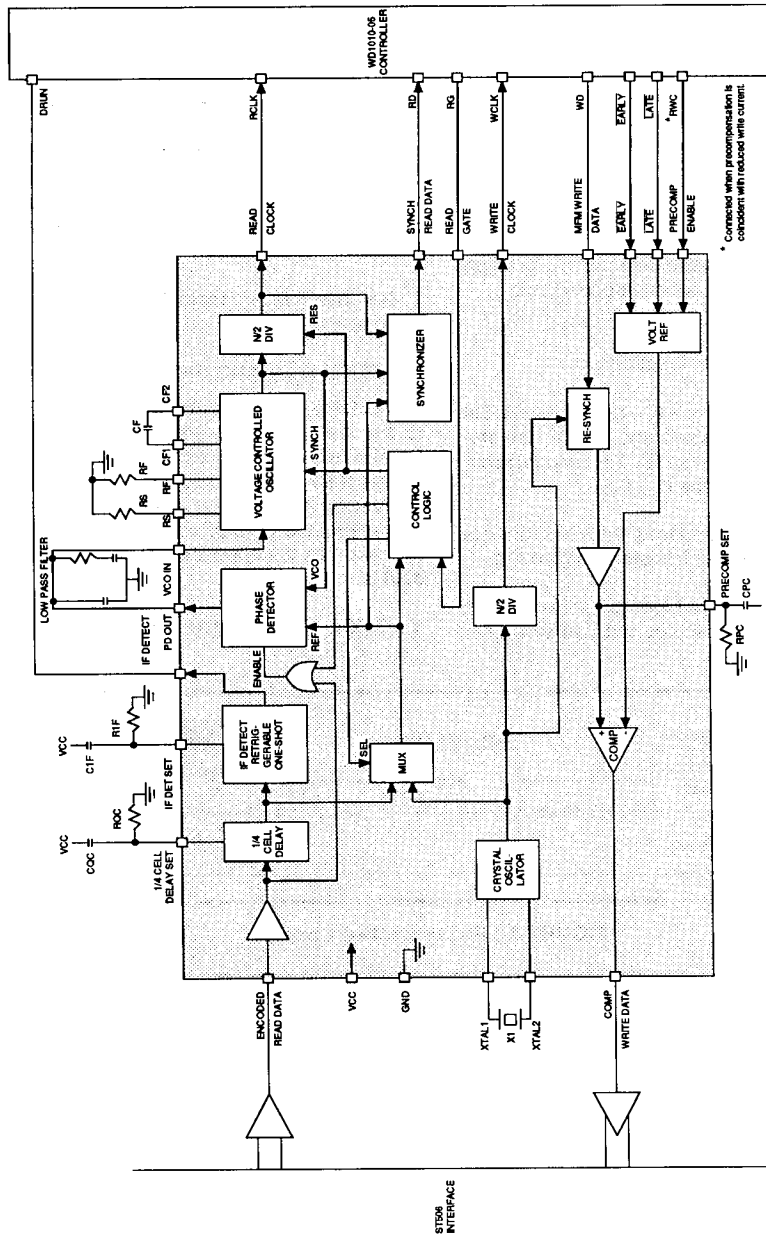 WD1010-05
CONTROLLER
DRUN
RCLK
RD
RG
WCLK
WD
EARLY
LATE
*RWC
READ
CLOCK
SYNCH
READ DATA
READ
GATE
WRITE
CLOCK
MFM WRITE
DATA
EARLY
LATE
PRECOMP
ENABLE
* Connected when precompensation is
coincident with reduced write current.
N/2
DIV
RES
SYNCHRONIZER
VOLT
REF
RE-SYNCH
CF2
CF
CF1
RF
RF
RS
RS
VOLTAGE CONTROLLED
OSCILLATOR
SYNCH
CONTROL
LOGIC
LOW PASS FILTER
VCO IN
PD OUT
PHASE
DETECTOR
VCO
REF
ENABLE
N/2
DIV
PRECOMP SET
CPC
RPC
IF DETECT
IF DETECT
RETRIG-
GERABLE
ONE-SHOT
VCC
C1F
R1F
IF DET SET
SEL
MUX
COMP
+
-
VCC
COC
ROC
1/4 CELL
DELAY SET
1/4
CELL
DELAY
CRYSTAL
OSCIL-
LATOR
ENCODED
READ DATA
VCC
GND
XTAL1
X1
XTAL2
COMP
WRITE DATA
ST506
INTERFACE